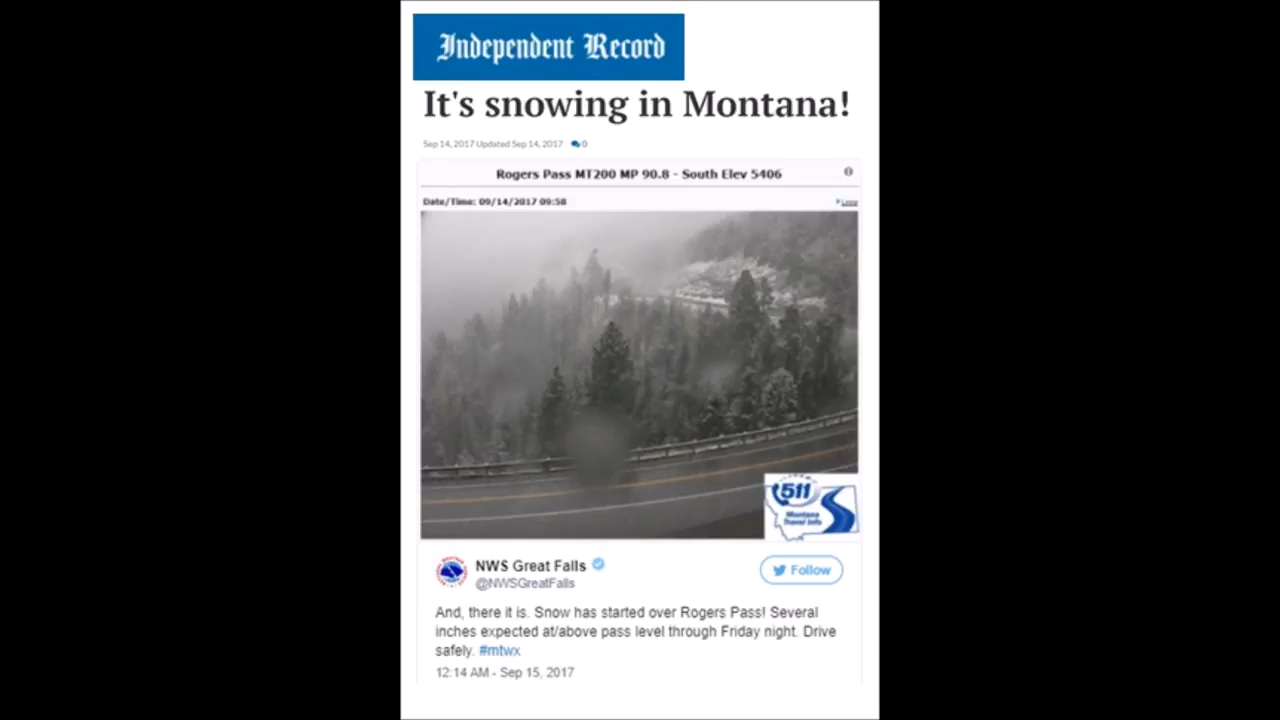 Independent Record
It's snowing in Montana!
Sep 14, 2017 Updated Sep 14, 2017 0
Rogers Pass MT200 MP 90.8 - South Elev 5406
Date/Time: 09/14/2017 09:58
Loop
511
Montana
Travel Info
NWS Great Falls
@NWSGreatFalls
Follow
And, there it is. Snow has started over Rogers Pass! Several
inches expected at/above pass level through Friday night. Drive
safely. #mtwx
12:14 AM - Sep 15, 2017